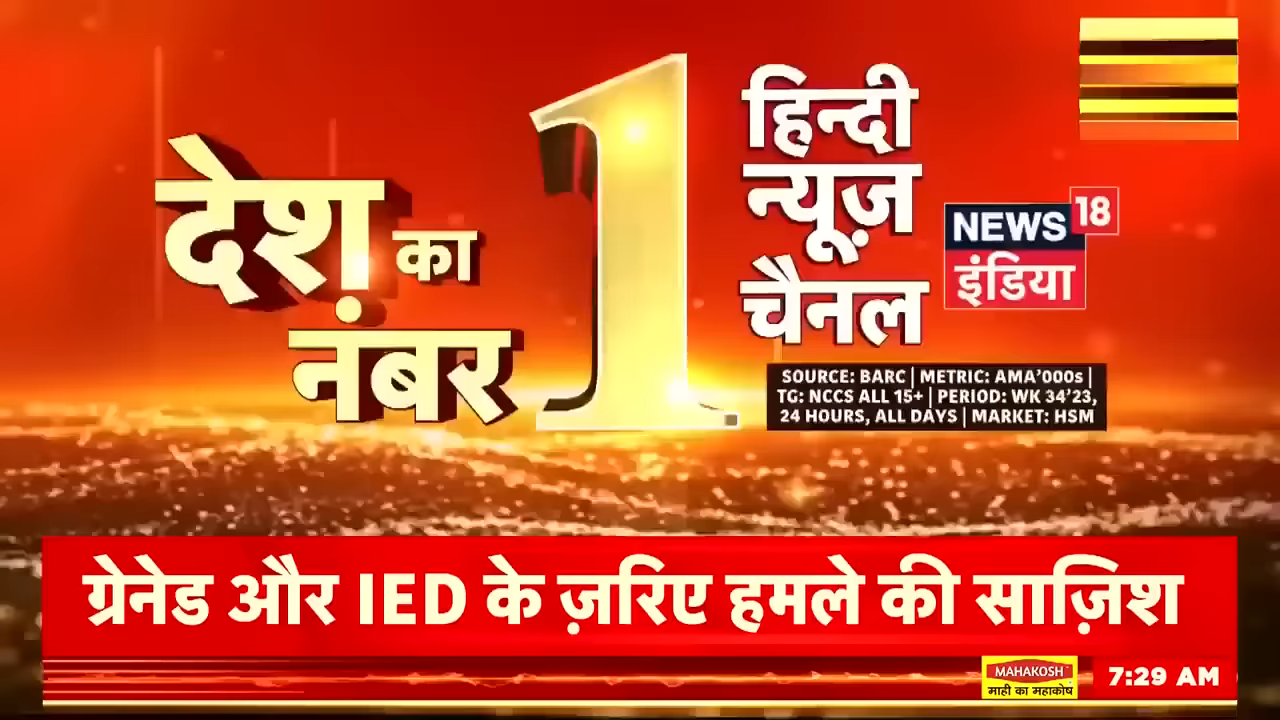 देश का
नंबर
1
हिन्दी
न्यूज़
चैनल
NEWS 18
इंडिया
SOURCE: BARC | METRIC: AMA'000s |
TG: NCCS ALL 15+ | PERIOD: WK 34'23,
24 HOURS, ALL DAYS | MARKET: HSM
ग्रेनेड और IED के ज़रिए हमले की साज़िश
MAHAKOSH
माही का महाकोष
7:29 AM